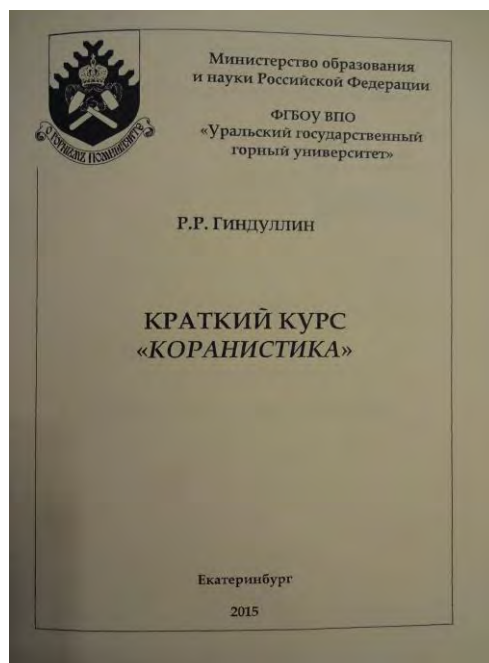 Министерство образования
и науки Российской Федерации
ФГБОУ ВПО
«Уральский государственный
горный университет»
Р.Р. Гиндуллин
КРАТКИЙ КУРС
«КОРАНИСТИКА»
Екатеринбург
2015